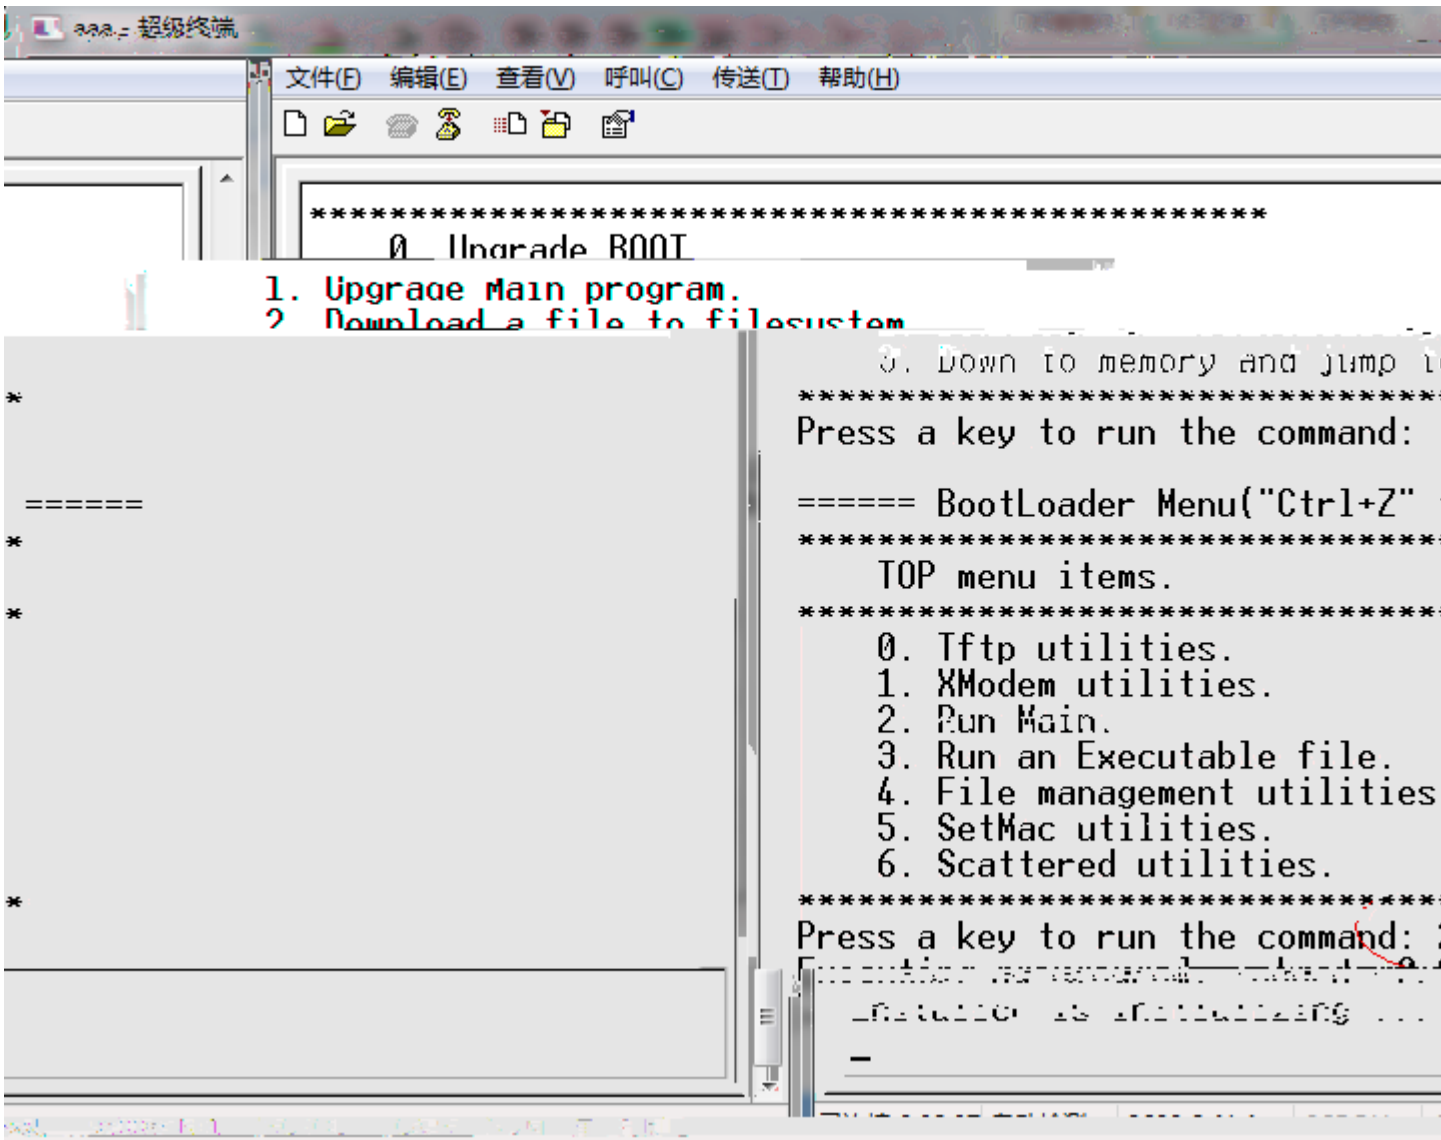 aaa - 超级终端
文件(F) 编辑(E) 查看(V) 呼叫(C) 传送(T) 帮助(H)
************************************************
0. Upgrade BOOT
1. Upgrade Main program.
2. Download a file to filesystem
3. Down to memory and jump
* ********************************
Press a key to run the command:
====== ====== BootLoader Menu("Ctrl+Z"
* ********************************
TOP menu items.
* ********************************
0. Tftp utilities.
1. XModem utilities.
2. Run Main.
3. Run an Executable file.
4. File management utilities
5. SetMac utilities.
6. Scattered utilities.
* ********************************
Press a key to run the command: 2
is initializing ...